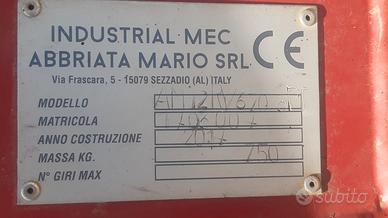 INDUSTRIAL MEC CE
ABBRIATA MARIO SRL
Via Frascara, 5 - 15079 SEZZADIO (AL) ITALY
MODELLO
MATRICOLA
ANNO COSTRUZIONE
MASSA KG. 750
N° GIRI MAX
subito